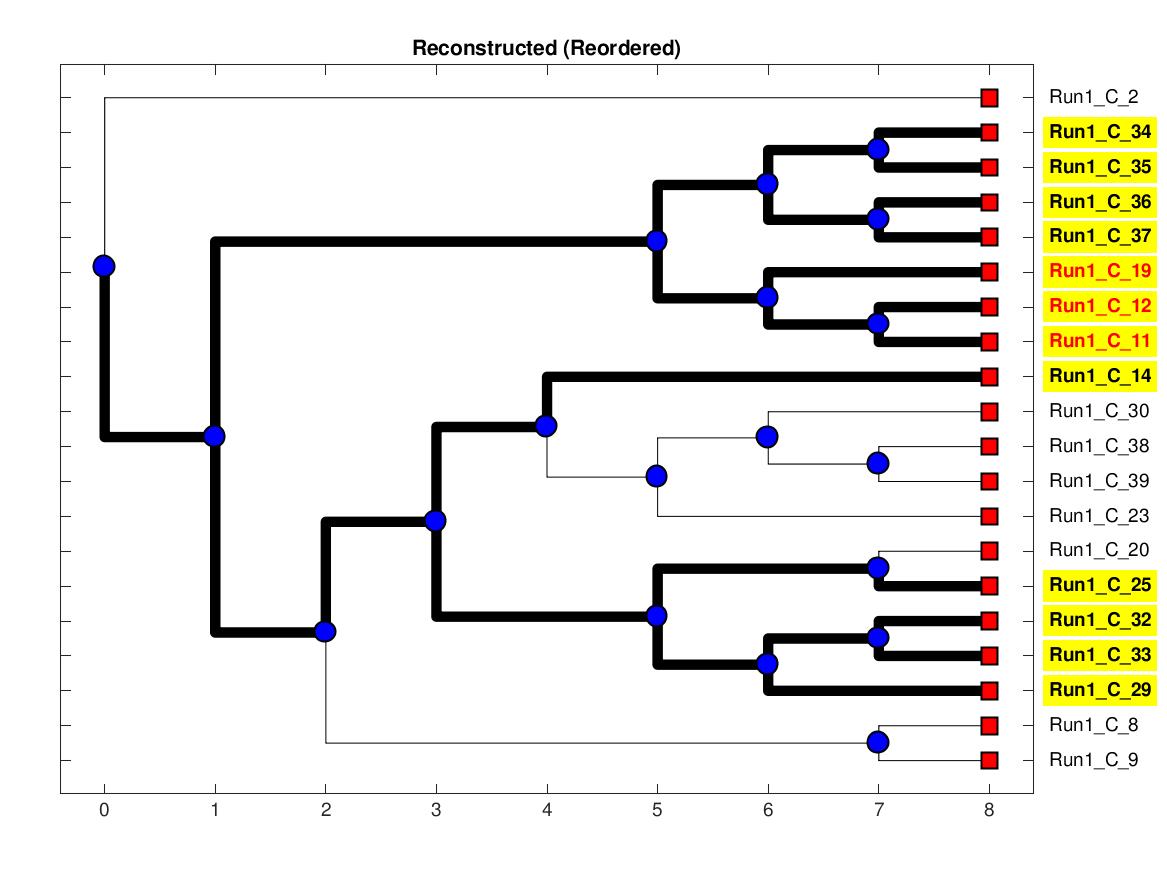 Reconstructed (Reordered)
Run1_C_2
Run1_C_34
Run1_C_35
Run1_C_36
Run1_C_37
Run1_C_19
Run1_C_12
Run1_C_11
Run1_C_14
Run1_C_30
Run1_C_38
Run1_C_39
Run1_C_23
Run1_C_20
Run1_C_25
Run1_C_32
Run1_C_33
Run1_C_29
Run1_C_8
Run1_C_9
0 1 2 3 4 5 6 7 8